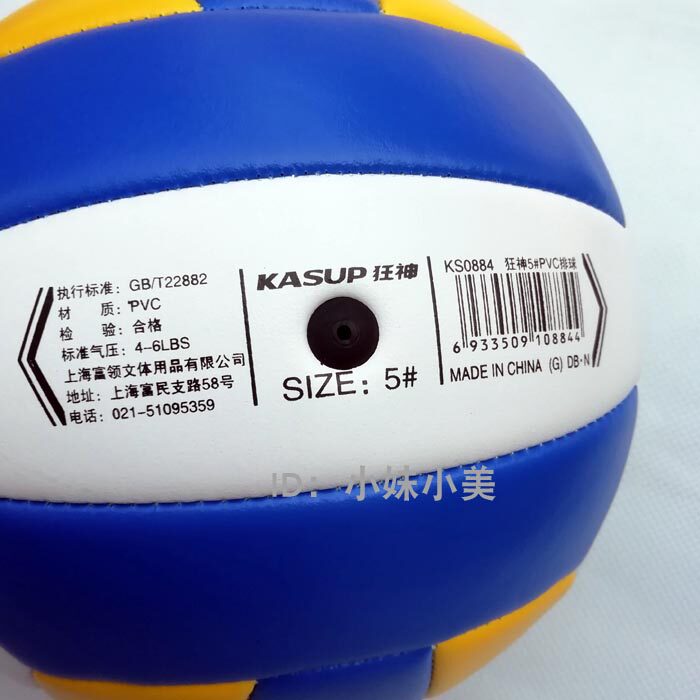 执行标准: GB/T22882
材 质: PVC
检 验: 合格
标准气压: 4-6LBS
上海富领文体用品有限公司
地址: 上海富民支路58号
电话: 021-51095359
KASUP 狂神
SIZE: 5#
KS0884 狂神5#PVC排球
6 933509 108844
MADE IN CHINA (G) DB-N
ID: 小妹小美